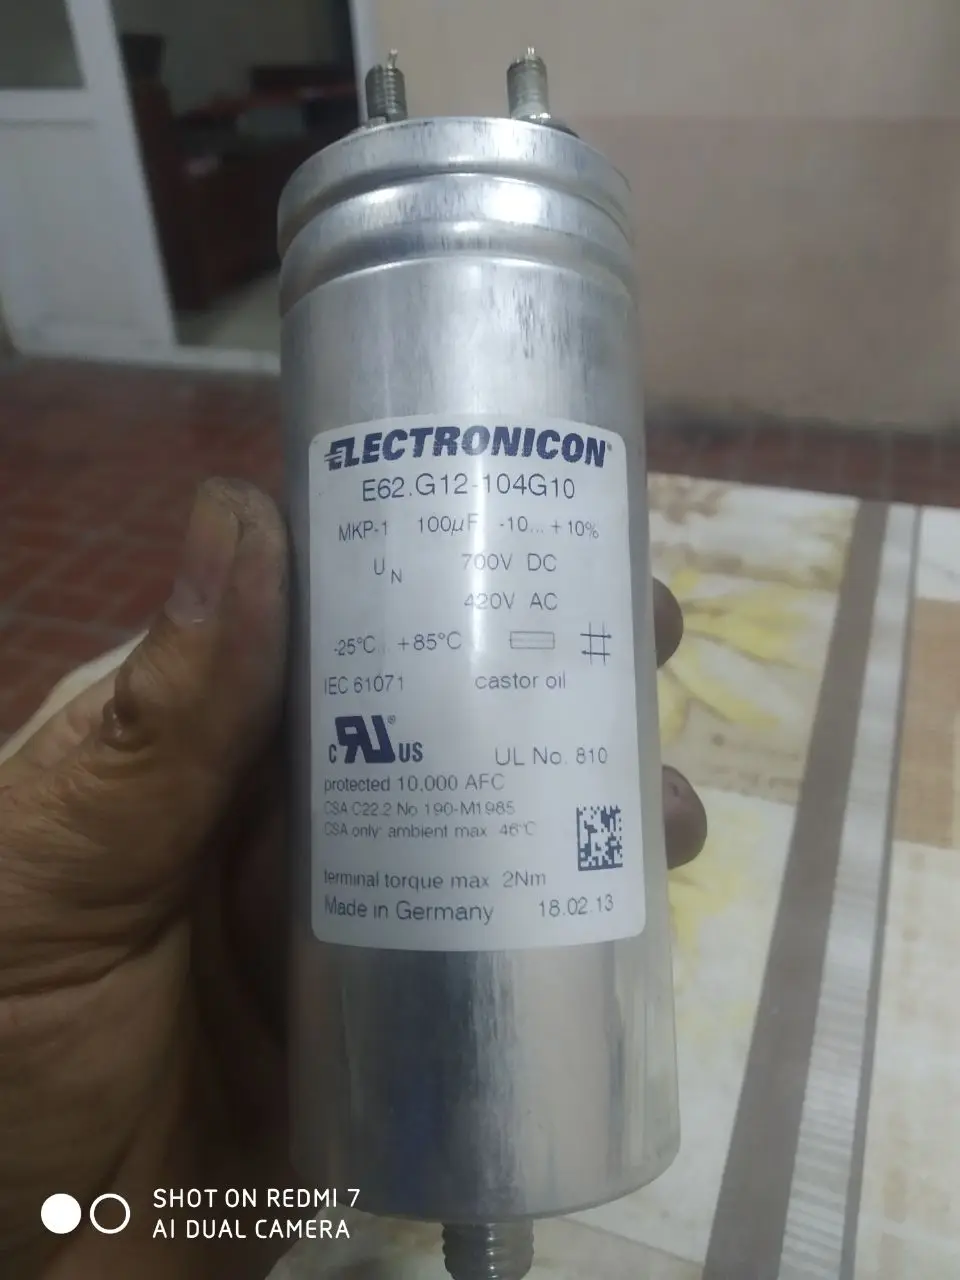 ELECTRONICON®
E62.G12-104G10
MKP-1 100µF -10... +10%
UN 700V DC
420V AC
-25°C... +85°C
IEC 61071 castor oil
c RU® US UL No. 810
protected 10,000 AFC
CSA C22.2 No 190-M1985
CSA only: ambient max. 46°C
terminal torque max 2Nm
Made in Germany 18.02.13
SHOT ON REDMI 7
AI DUAL CAMERA